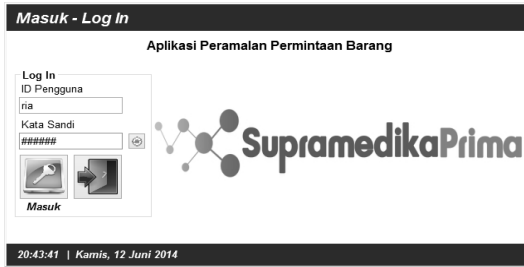 Masuk - Log In
Aplikasi Peramalan Permintaan Barang
Log In
ID Pengguna
ria
Kata Sandi
######
SupramedikaPrima
Masuk
20:43:41 | Kamis, 12 Juni 2014